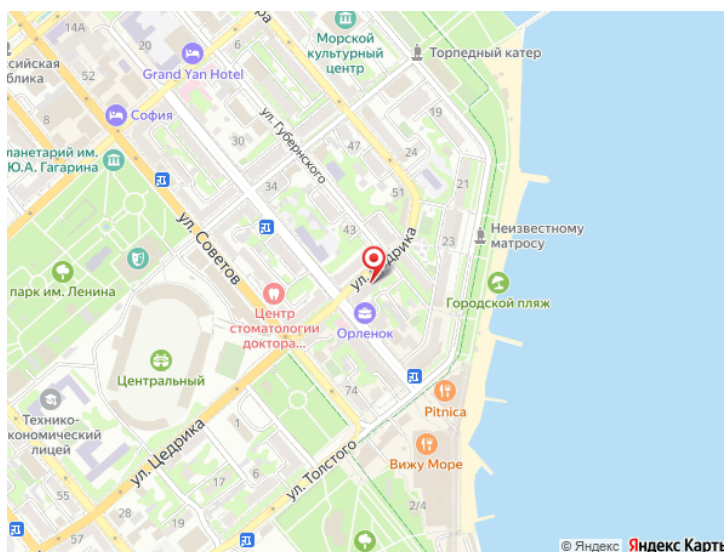 14А
20
Морской
культурный
центр
Торпедный катер
ссийская
ублика
52
Grand Yan Hotel
8
София
ул. Губернского
19
30
47
24
ланетарий им.
Ю.А. Гагарина
34
51
21
ул. Советов
43
23
Неизвестному
матросу
ул. Цедрика
парк им. Ленина
Городской пляж
Центр
стоматологии
доктора...
Орленок
Центральный
74
Pitnica
Технико-
кономический
лицей
1
ул. Цедрика
6
Вижу Море
ул. Толстого
17
55
57
28
2/4
13
© Яндекс Яндекс Карты